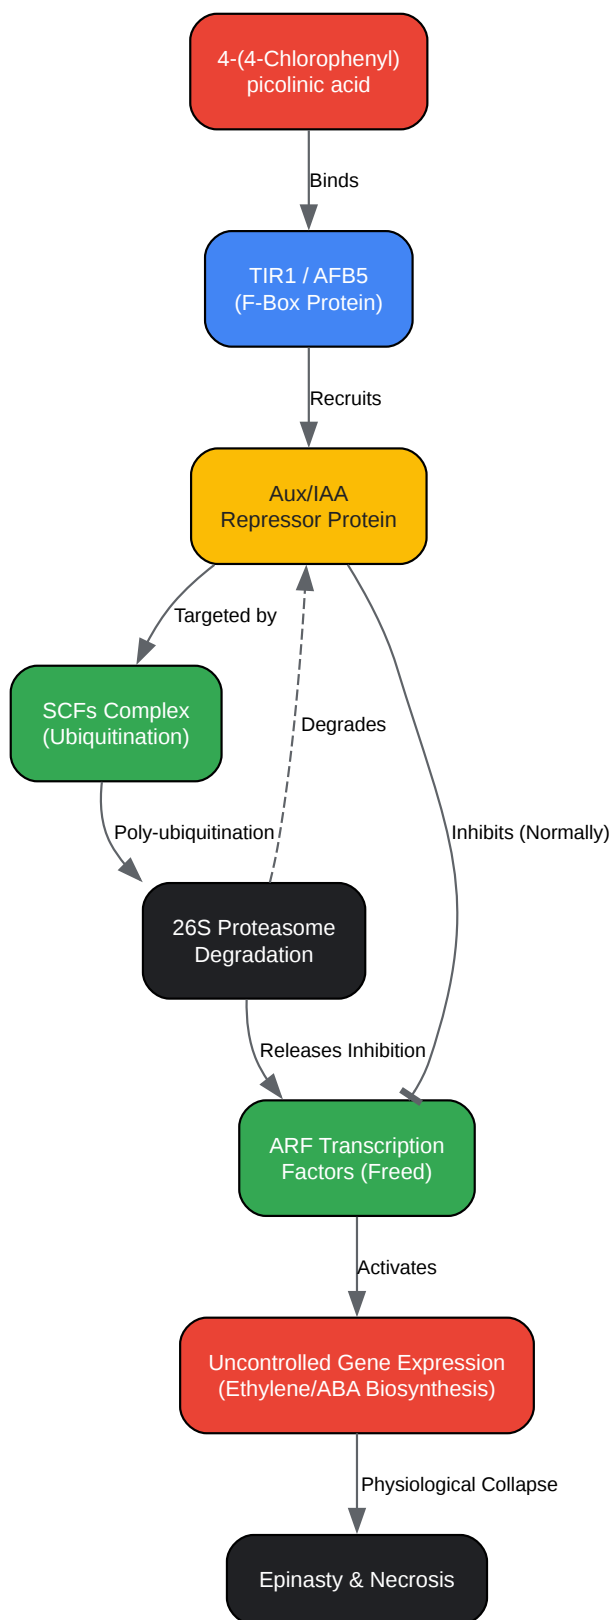 4-(4-Chlorophenyl)
picolinic acid
Binds
TIR1 / AFB5
(F-Box Protein)
Recruits
Aux/IAA
Repressor Protein
Targeted by
SCFs Complex
(Ubiquitination)
Degrades
Poly-ubiquitination
Inhibits (Normally)
26S Proteasome
Degradation
Releases Inhibition
ARF Transcription
Factors (Freed)
Activates
Uncontrolled Gene Expression
(Ethylene/ABA Biosynthesis)
Physiological Collapse
Epinasty & Necrosis